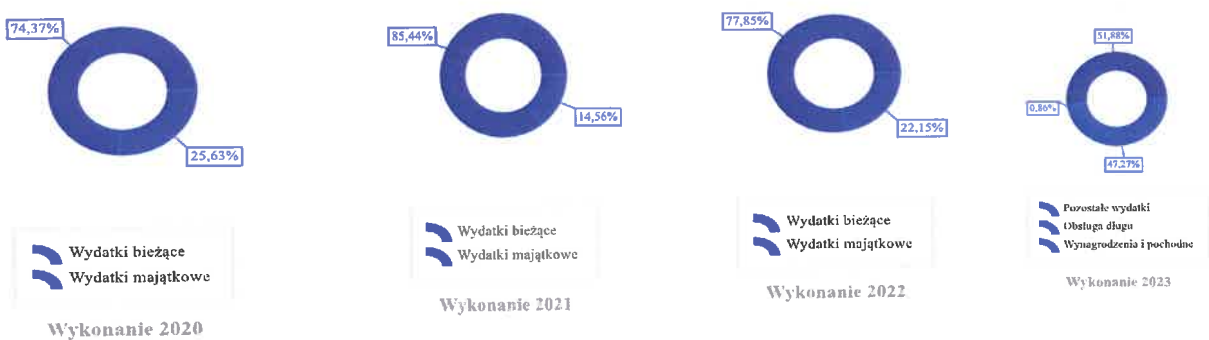 74,37%
25,63%
Wydatki bieżące
Wydatki majątkowe
Wykonanie 2020
85,44%
14,56%
Wydatki bieżące
Wydatki majątkowe
Wykonanie 2021
77,85%
22,15%
Wydatki bieżące
Wydatki majątkowe
Wykonanie 2022
51,88%
0,86%
47,27%
Pozostałe wydatki
Obsługa długu
Wynagrodzenia i pochodne
Wykonanie 2023